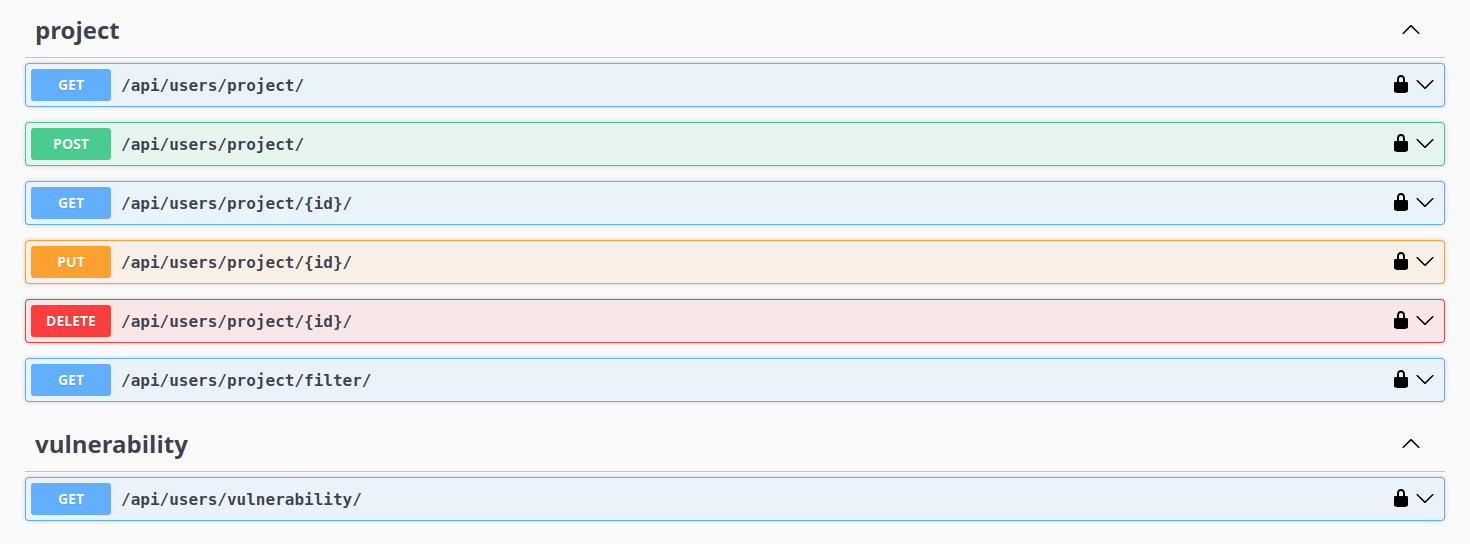 project
GET /api/users/project/
POST /api/users/project/
GET /api/users/project/{id}/
PUT /api/users/project/{id}/
DELETE /api/users/project/{id}/
GET /api/users/project/filter/
vulnerability
GET /api/users/vulnerability/